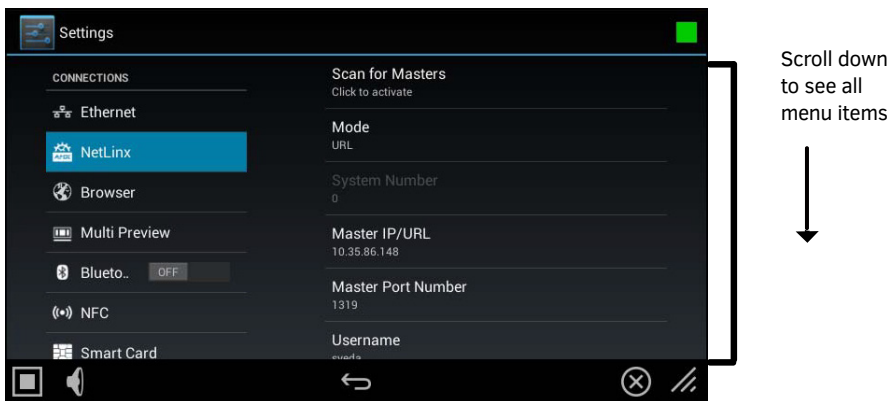 Settings
CONNECTIONS
Ethernet
NetLinx
Browser
Multi Preview
Blueto.. OFF
NFC
Smart Card
Scan for Masters
Click to activate
Mode
URL
System Number
0
Master IP/URL
10.35.86.148
Master Port Number
1319
Username
sveda
Scroll down
to see all
menu items